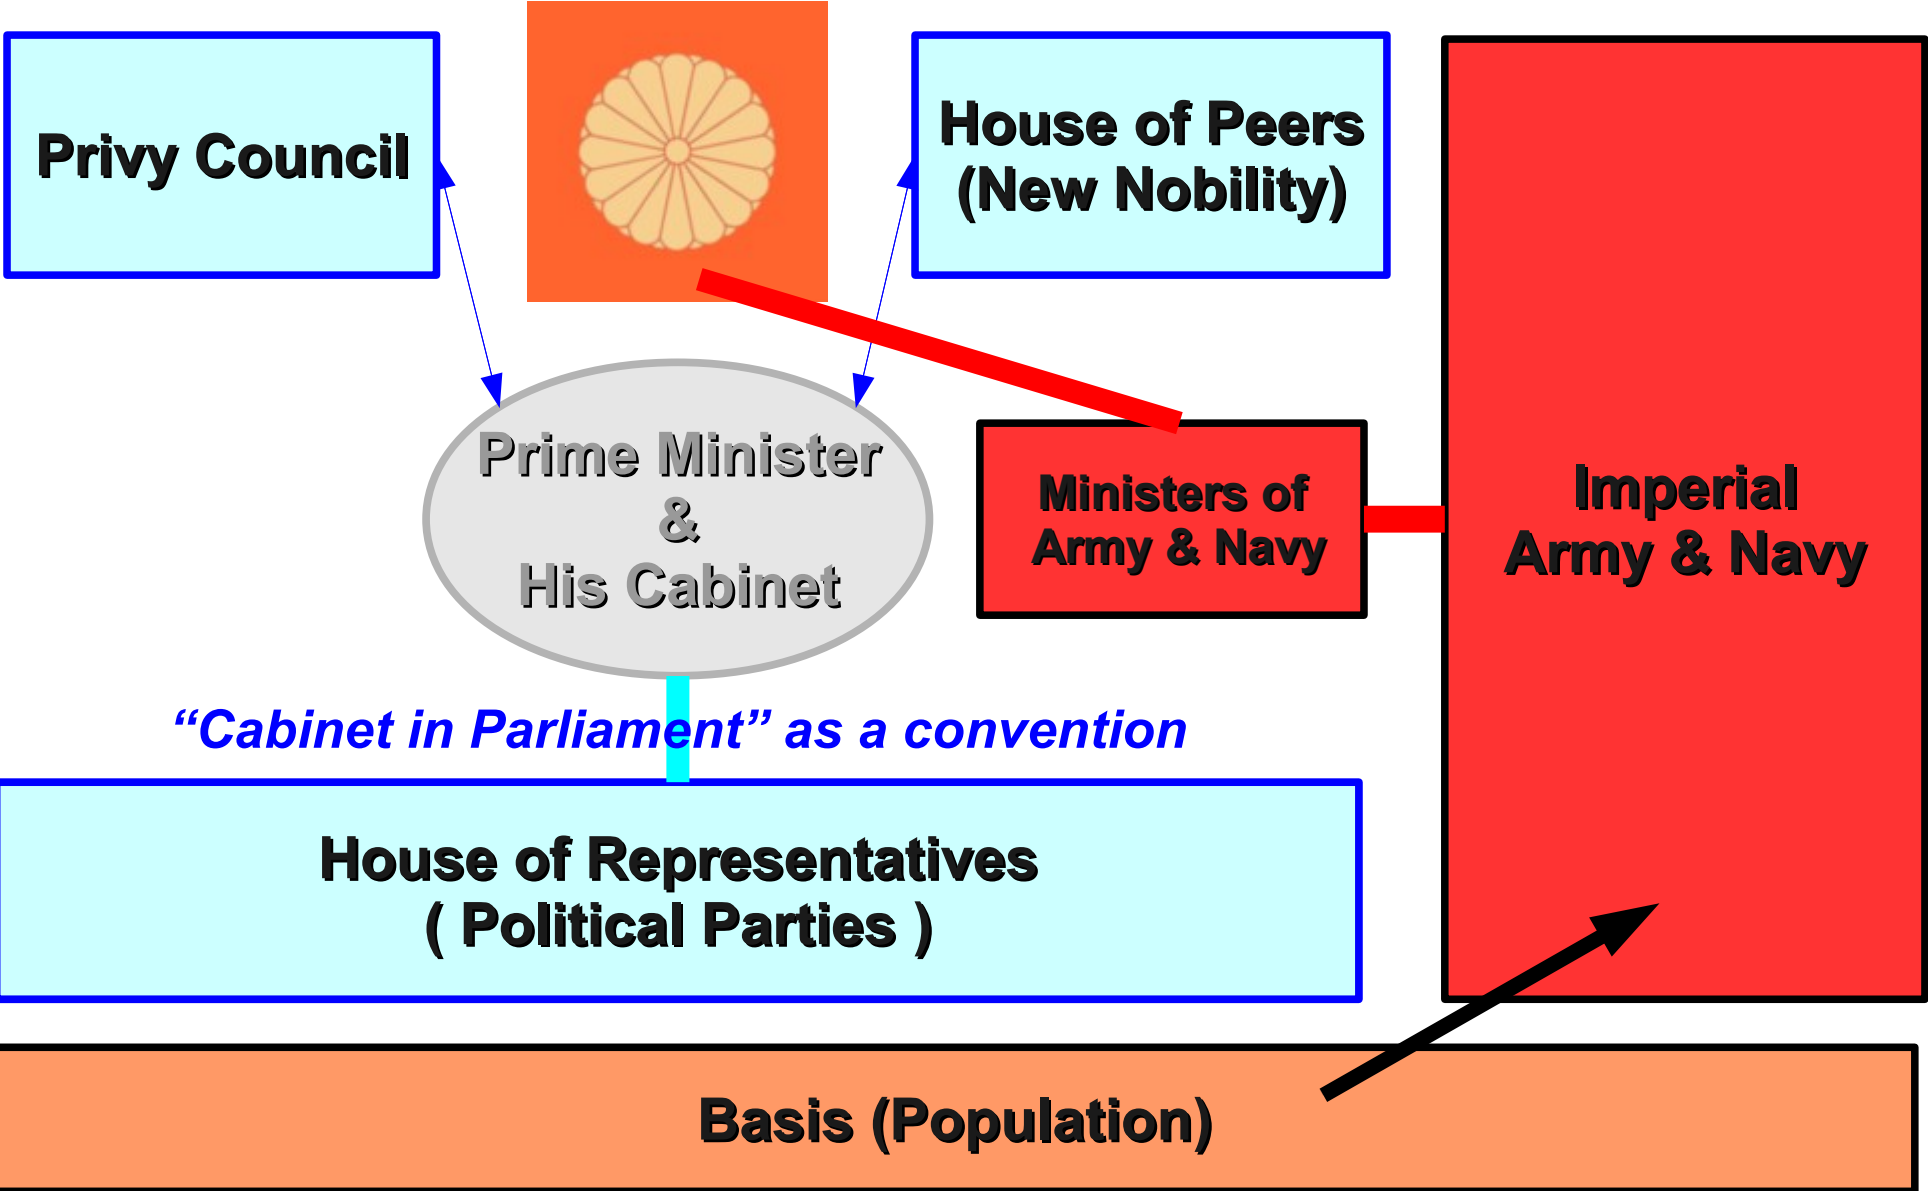 Privy Council
House of Peers
(New Nobility)
Prime Minister
&
His Cabinet
Ministers of
Army & Navy
Imperial
Army & Navy
“Cabinet in Parliament” as a convention
House of Representatives
( Political Parties )
Basis (Population)